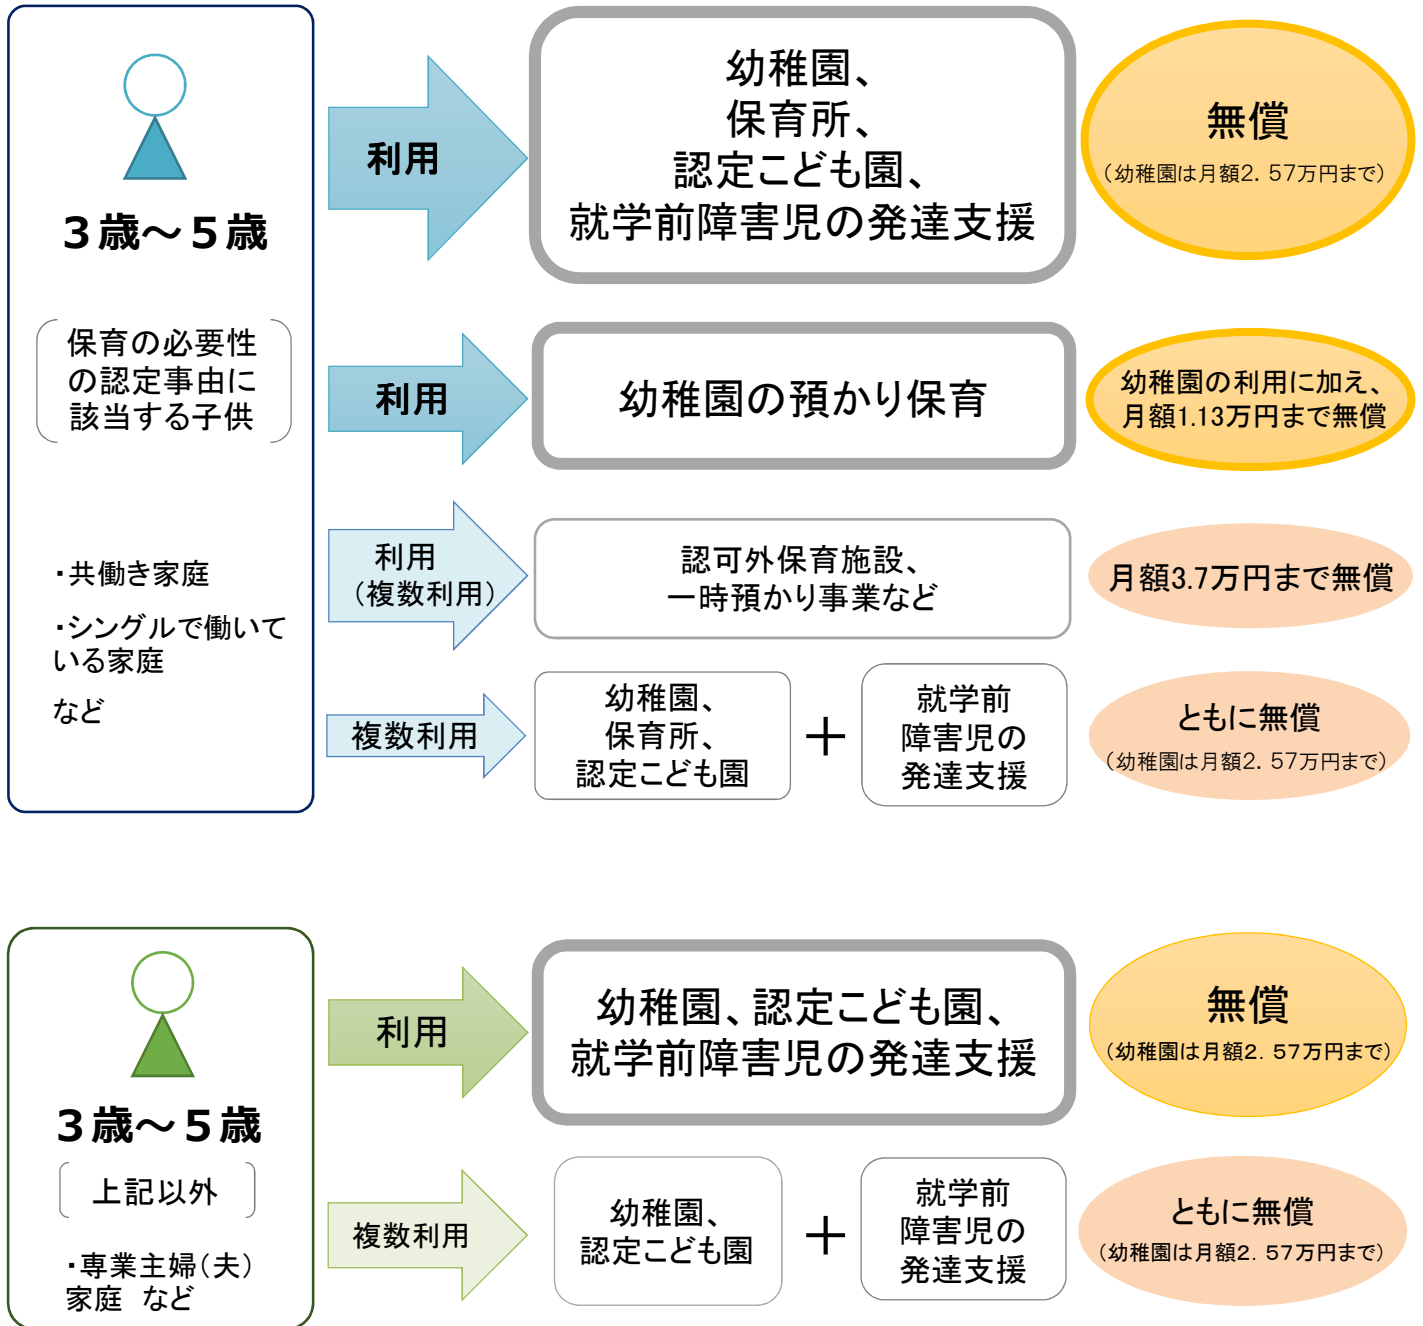 ３歳～５歳
保育の必要性
の認定事由に
該当する子供
・共働き家庭
・シングルで働いて
いる家庭
など
利用
幼稚園、
保育所、
認定こども園、
就学前障害児の発達支援
無償
（幼稚園は月額2．57万円まで）
利用
幼稚園の預かり保育
幼稚園の利用に加え、
月額1.13万円まで無償
利用
（複数利用）
認可外保育施設、
一時預かり事業など
月額3.7万円まで無償
複数利用
幼稚園、
保育所、
認定こども園
＋
就学前
障害児の
発達支援
ともに無償
（幼稚園は月額2．57万円まで）
３歳～５歳
上記以外
・専業主婦（夫）
家庭　など
利用
幼稚園、認定こども園、
就学前障害児の発達支援
無償
（幼稚園は月額2．57万円まで）
複数利用
幼稚園、
認定こども園
＋
就学前
障害児の
発達支援
ともに無償
（幼稚園は月額2．57万円まで）